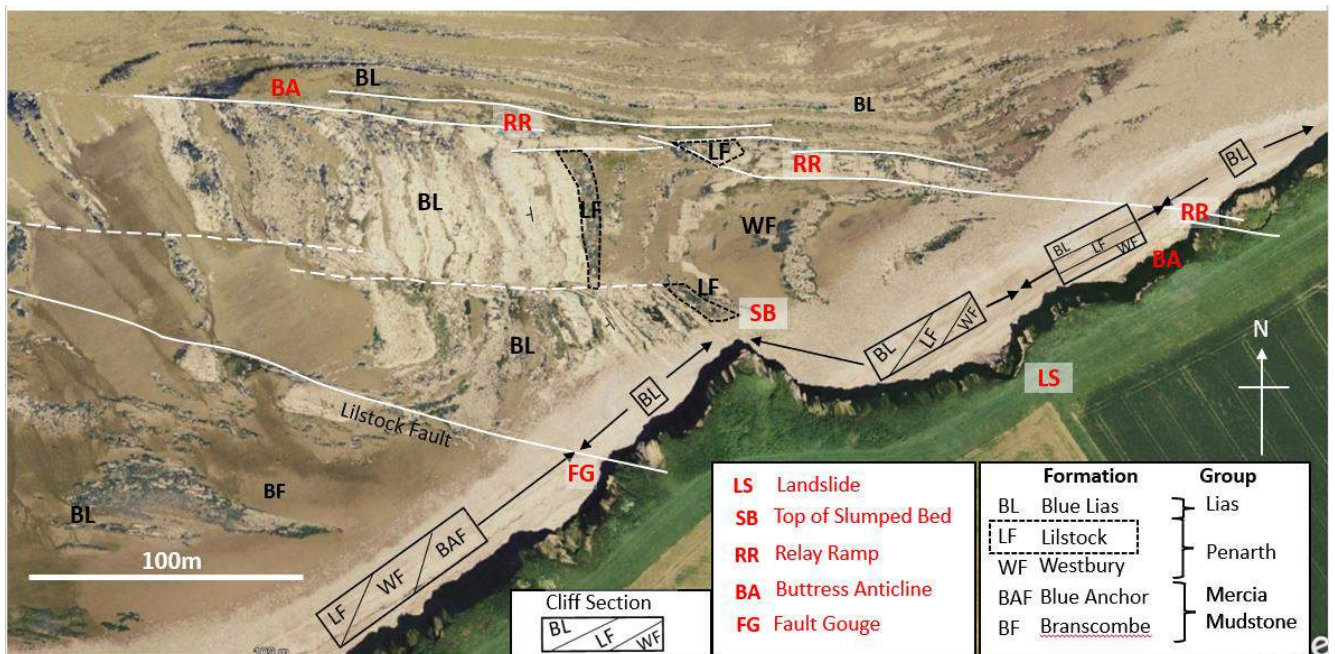 BA
BL
BL
RR
LF
RR
BL
LF
WF
BL
RR
BL
LF
WF
BA
LF
SB
BL
LF
WF
BL
BL
LS
N
Lilstock Fault
FG
BF
BL
100m
LF
WF
BAF
Cliff Section
BL
LF
WF
LS Landslide
SB Top of Slumped Bed
RR Relay Ramp
BA Buttress Anticline
FG Fault Gouge
Formation Group
BL Blue Lias
Lias
LF Lilstock
Penarth
WF Westbury
BAF Blue Anchor
Mercia
BF Branscombe
Mudstone